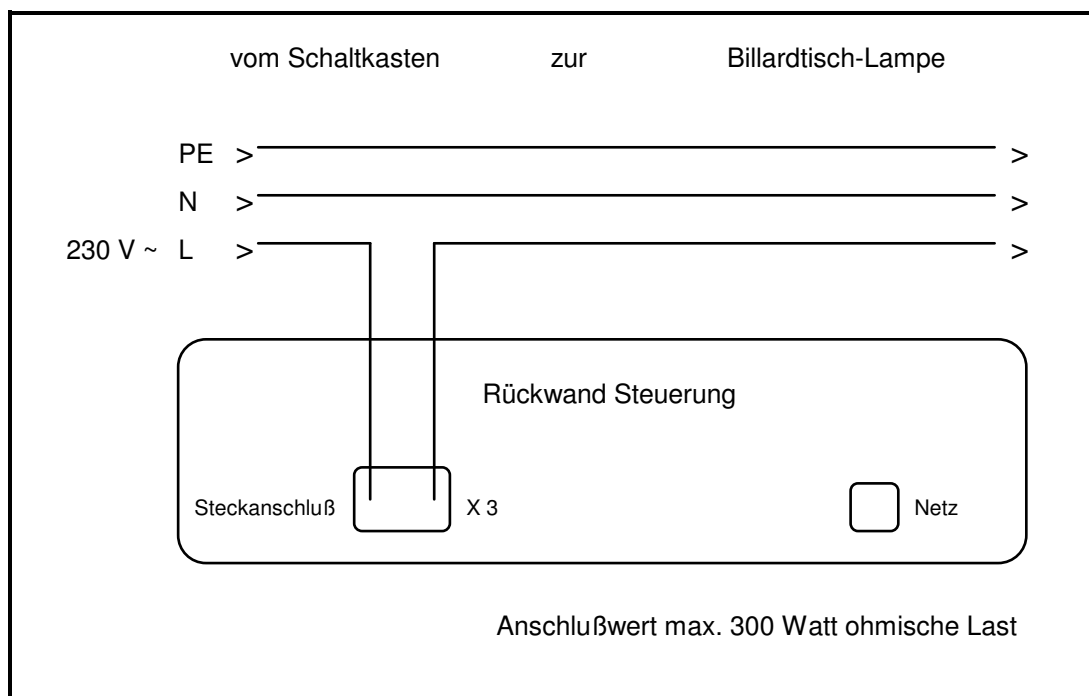 vom Schaltkasten zur Billardtisch-Lampe
PE > >
N > >
230 V ~ L > >
Rückwand Steuerung
Steckanschluß X 3 Netz
Anschlußwert max. 300 Watt ohmische Last